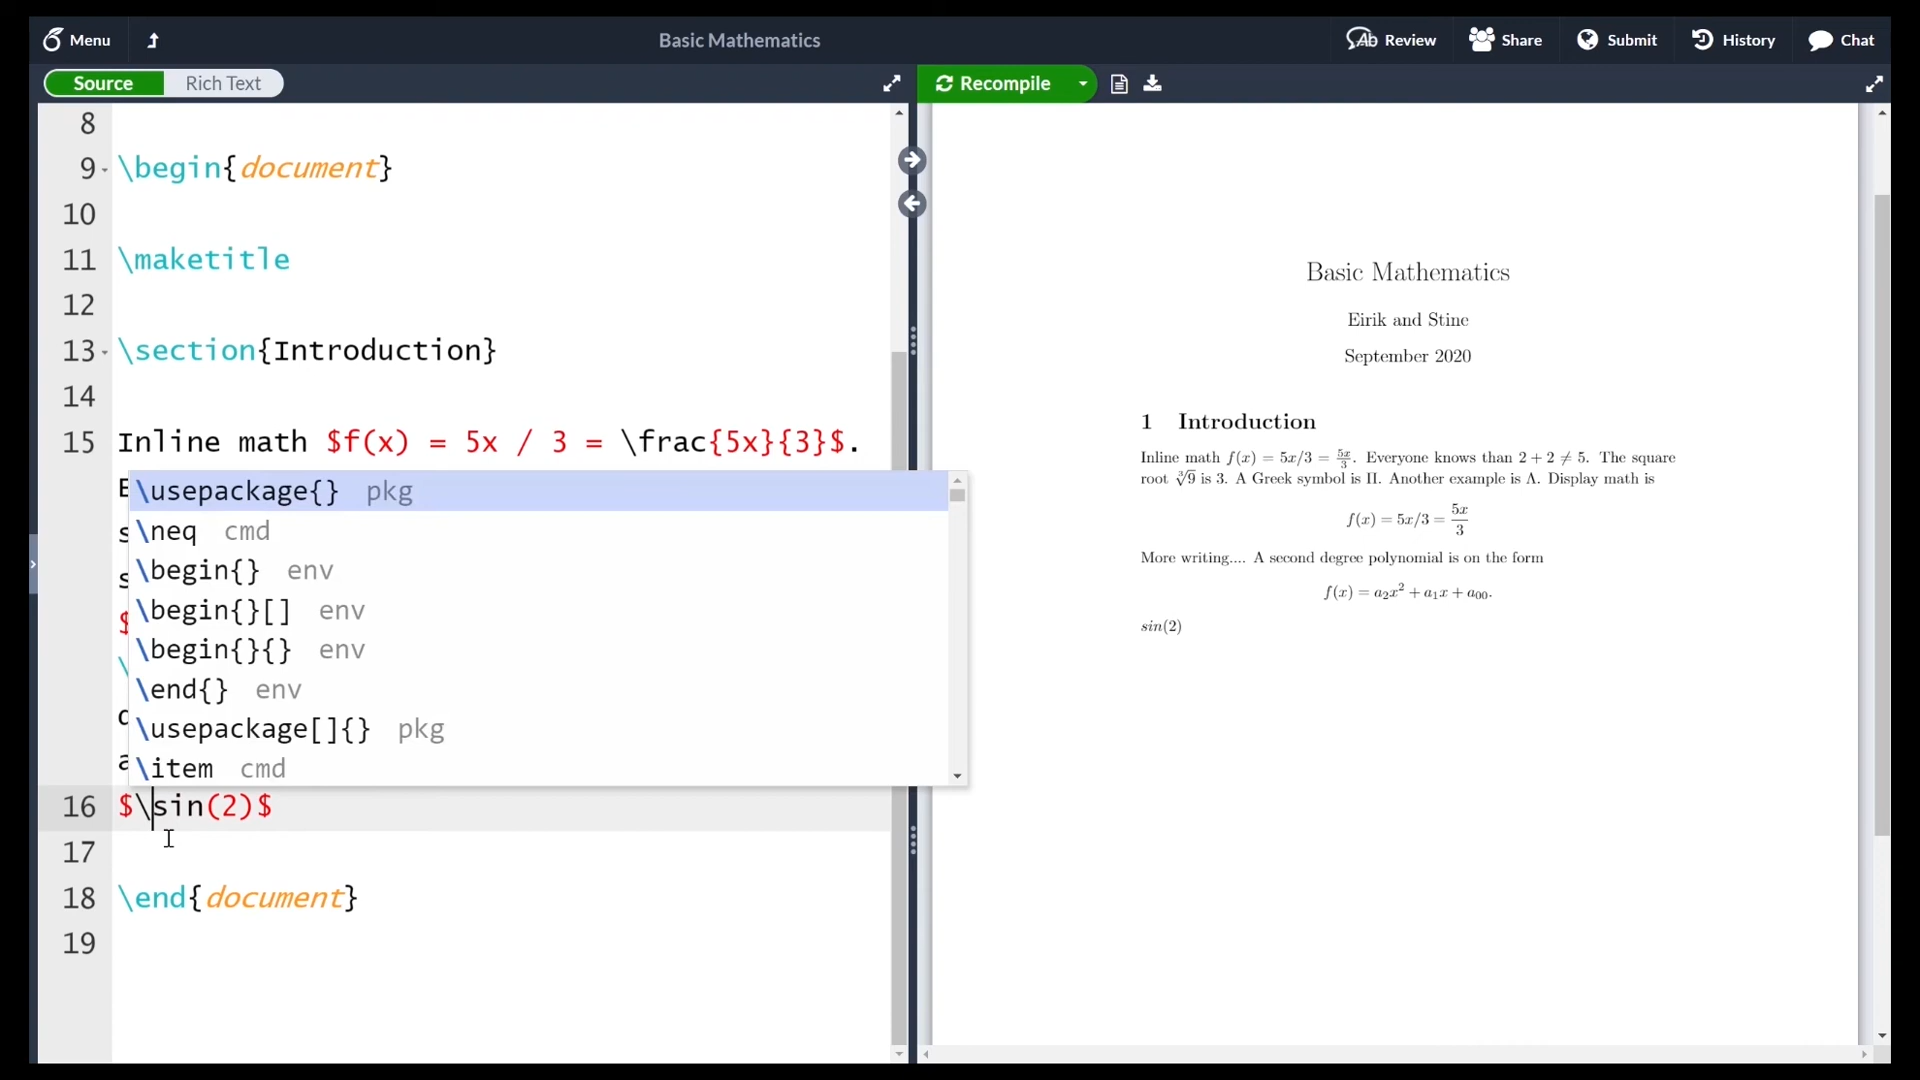 Menu
Basic Mathematics
Review
Share
Submit
History
Chat
Source
Rich Text
Recompile
8
9 \begin{document}
10
11 \maketitle
12
13 \section{Introduction}
14
15 Inline math $f(x) = 5x / 3 = \frac{5x}{3}$.
\usepackage{} pkg
\neq cmd
\begin{} env
\begin{}[] env
\begin{}{} env
\end{} env
\usepackage[]{} pkg
\item cmd
16 $\sin(2)$
17
18 \end{document}
19
Basic Mathematics
Eirik and Stine
September 2020
1 Introduction
Inline math f(x) = 5x/3 = 5x/3. Everyone knows than 2 + 2 ≠ 5. The square
root ∛9 is 3. A Greek symbol is Π. Another example is Λ. Display math is
f(x) = 5x/3 = 5x/3
More writing.... A second degree polynomial is on the form
f(x) = a₂x² + a₁x + a₀₀.
sin(2)